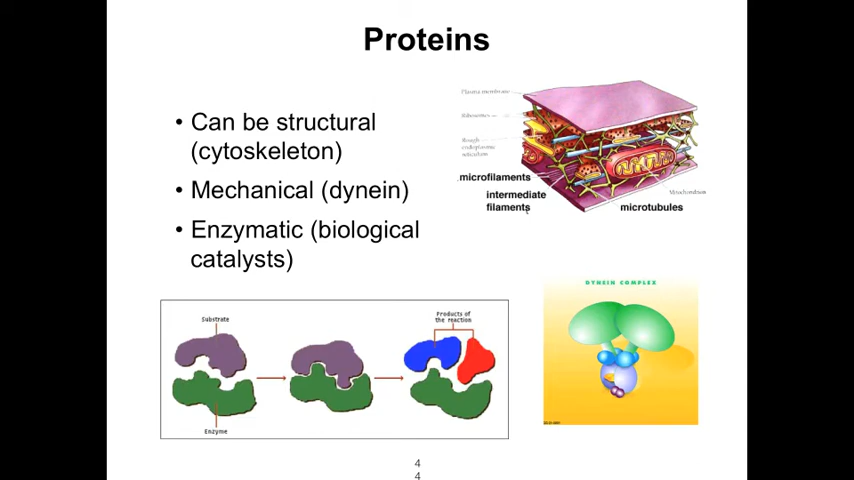 Proteins
• Can be structural
(cytoskeleton)
• Mechanical (dynein)
• Enzymatic (biological
catalysts)
Plasma membrane
Ribosomes
Rough
endoplasmic
reticulum
microfilaments
intermediate
filaments
Mitochondrion
microtubules
Substrate
Enzyme
Products of
the reaction
DYNEIN COMPLEX
4
4